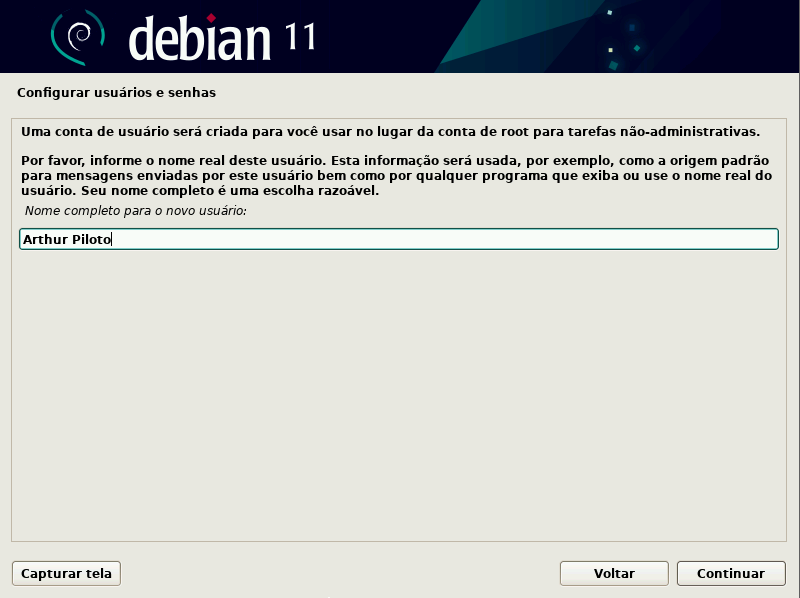 debian 11
Configurar usuários e senhas
Uma conta de usuário será criada para você usar no lugar da conta de root para tarefas não-administrativas.
Por favor, informe o nome real deste usuário. Esta informação será usada, por exemplo, como a origem padrão
para mensagens enviadas por este usuário bem como por qualquer programa que exiba ou use o nome real do
usuário. Seu nome completo é uma escolha razoável.
Nome completo para o novo usuário:
Arthur Piloto
Capturar tela
Voltar
Continuar